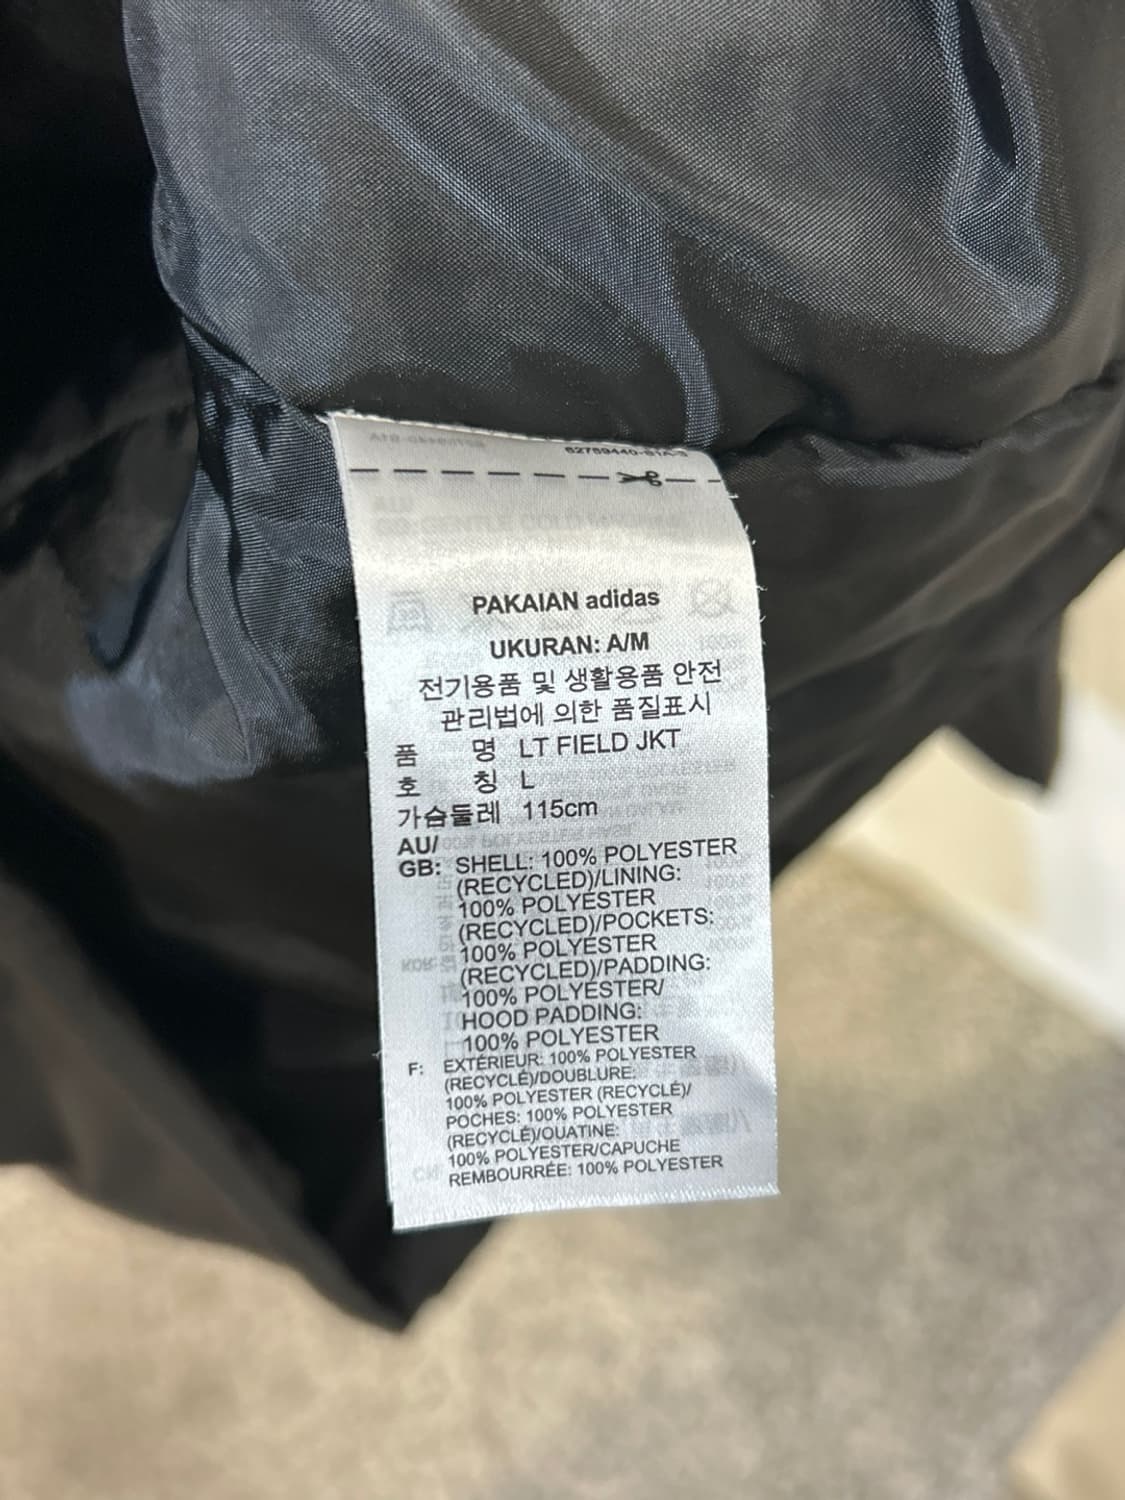 62759440-81A-3
PAKAIAN adidas
UKURAN: A/M
전기용품 및 생활용품 안전
관리법에 의한 품질표시
품 명 LT FIELD JKT
호 칭 L
가슴둘레 115cm
AU/
GB: SHELL: 100% POLYESTER
(RECYCLED)/LINING:
100% POLYESTER
(RECYCLED)/POCKETS:
100% POLYESTER
(RECYCLED)/PADDING:
100% POLYESTER/
HOOD PADDING:
100% POLYESTER
F: EXTÉRIEUR: 100% POLYESTER
(RECYCLÉ)/DOUBLURE:
100% POLYESTER (RECYCLÉ)/
POCHES: 100% POLYESTER
(RECYCLÉ)/OUATINE:
100% POLYESTER/CAPUCHE
REMBOURRÉE: 100% POLYESTER